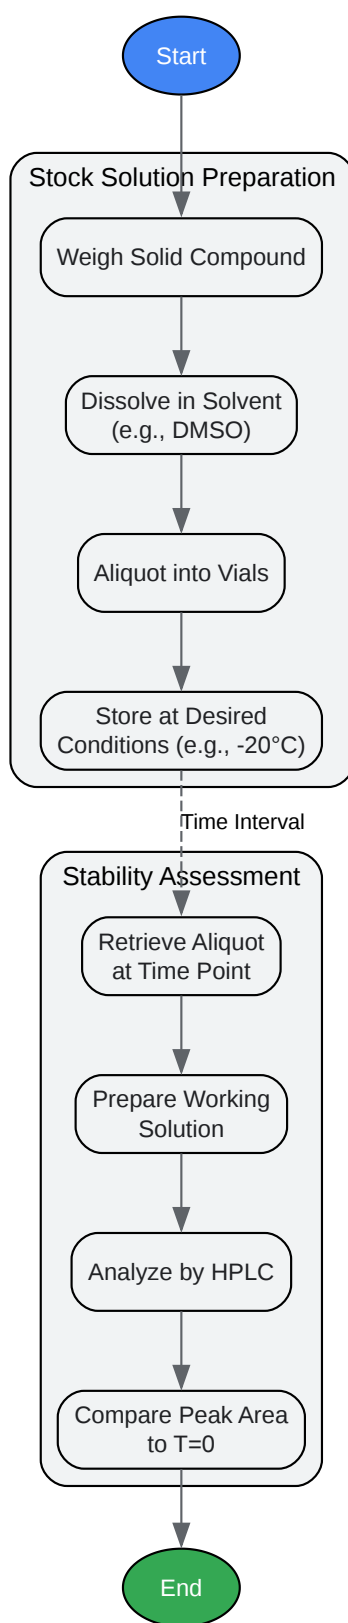 Start
Stock Solution Preparation
Weigh Solid Compound
Dissolve in Solvent
(e.g., DMSO)
Aliquot into Vials
Store at Desired
Conditions (e.g., -20°C)
Time Interval
Stability Assessment
Retrieve Aliquot
at Time Point
Prepare Working
Solution
Analyze by HPLC
Compare Peak Area
to T=0
End